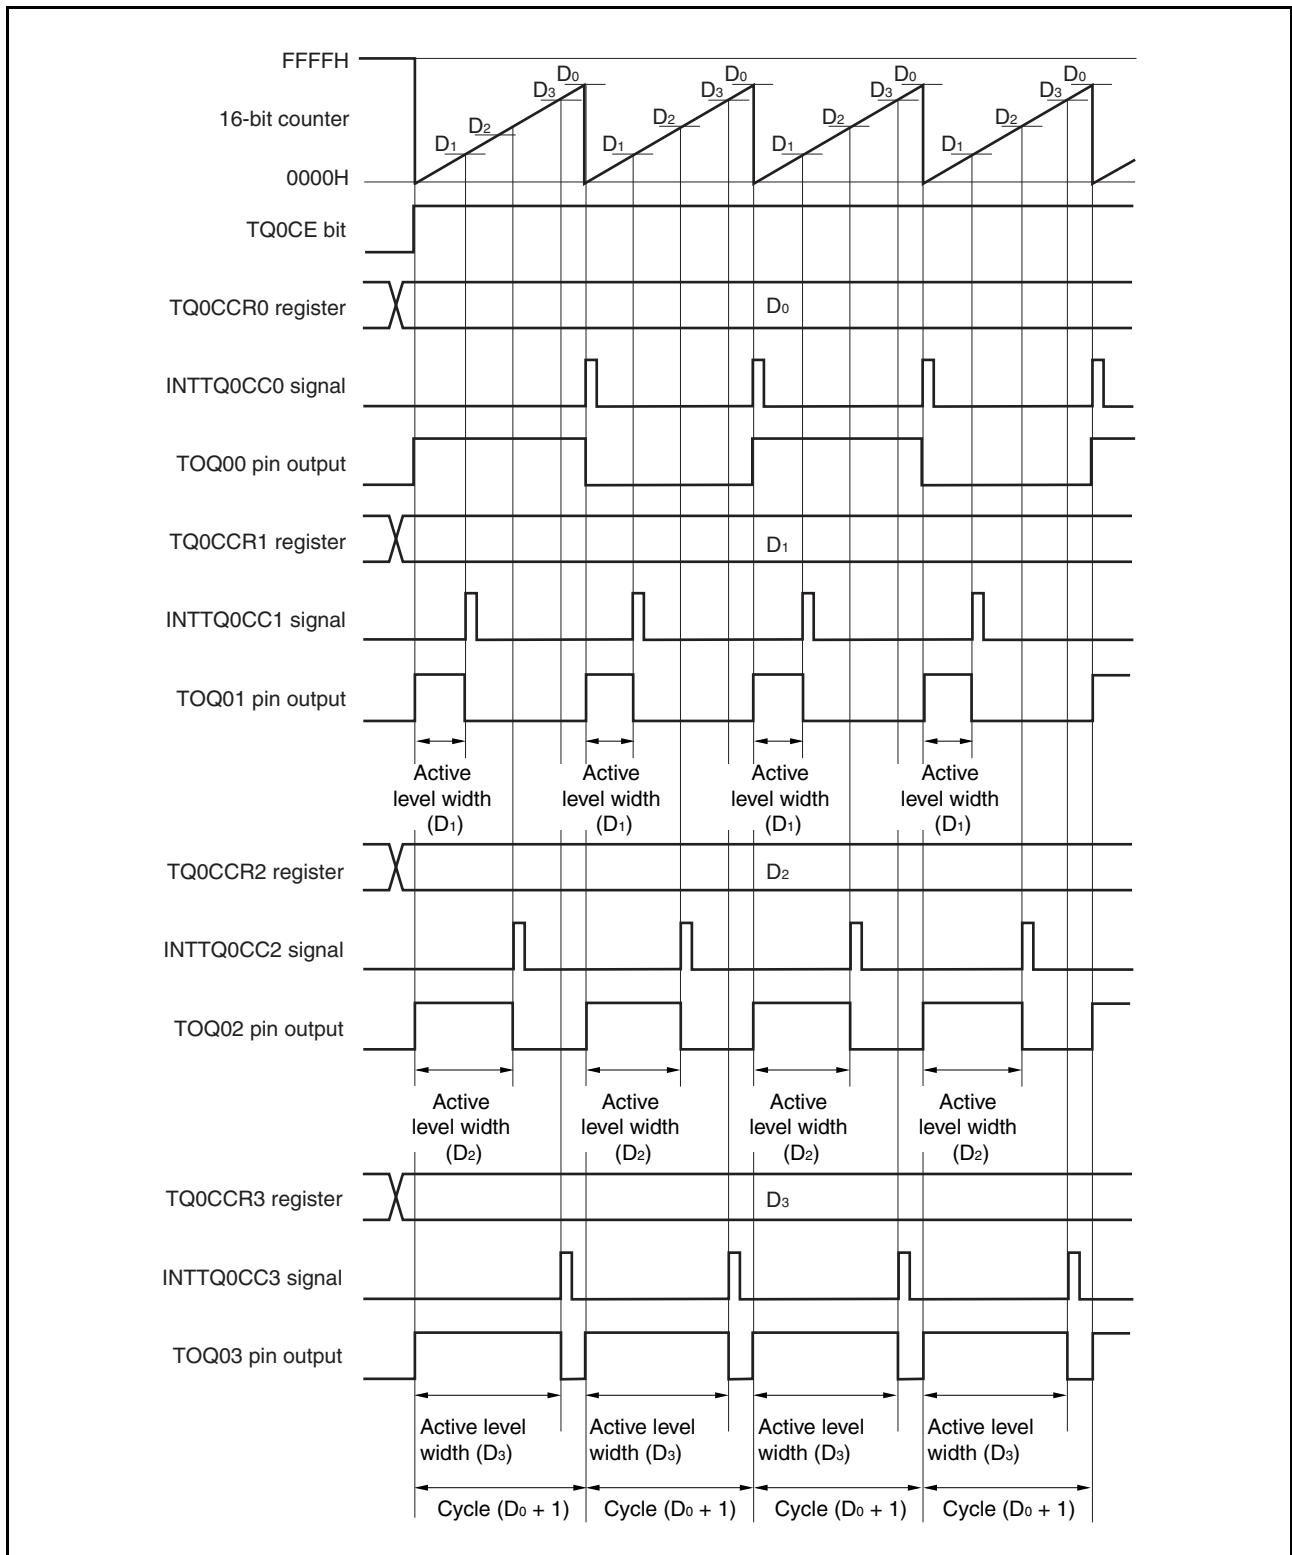 FFFFH
D0 D0 D0 D0
D3 D3 D3 D3
16-bit counter
D2 D2 D2 D2
D1 D1 D1 D1
0000H
TQ0CE bit
TQ0CCR0 register
D0
INTTQ0CC0 signal
TOQ00 pin output
TQ0CCR1 register
D1
INTTQ0CC1 signal
TOQ01 pin output
Active level width (D1)
Active level width (D1)
Active level width (D1)
Active level width (D1)
TQ0CCR2 register
D2
INTTQ0CC2 signal
TOQ02 pin output
Active level width (D2)
Active level width (D2)
Active level width (D2)
Active level width (D2)
TQ0CCR3 register
D3
INTTQ0CC3 signal
TOQ03 pin output
Active level width (D3)
Active level width (D3)
Active level width (D3)
Active level width (D3)
Cycle (D0 + 1)
Cycle (D0 + 1)
Cycle (D0 + 1)
Cycle (D0 + 1)